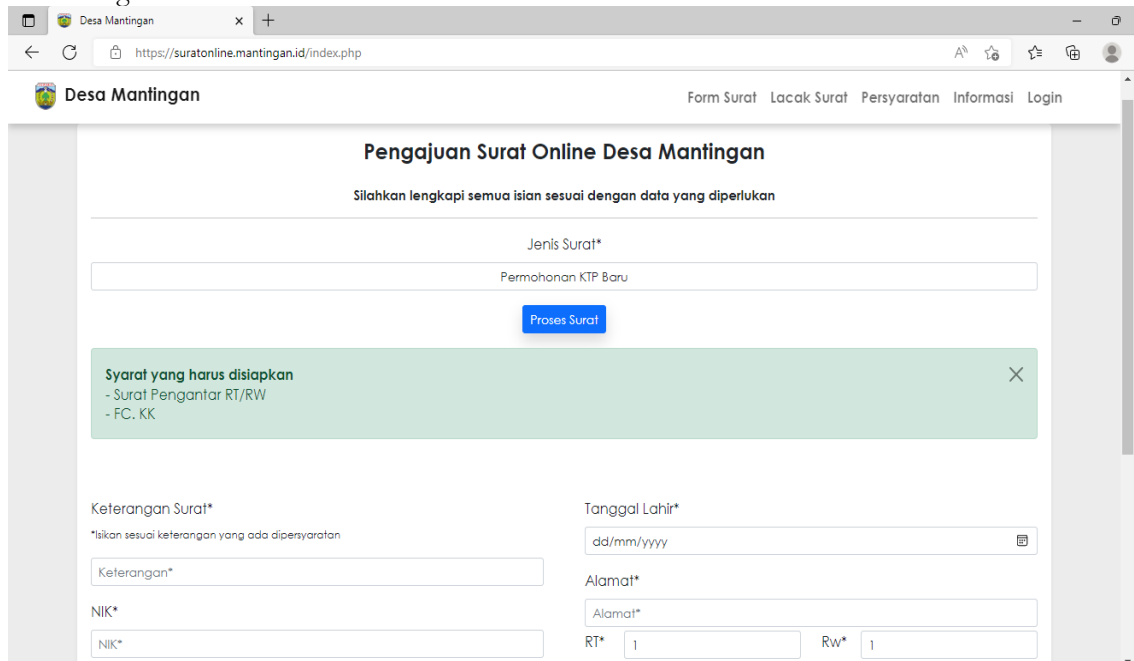 Desa Mantingan
https://suratonline.mantingan.id/index.php
Desa Mantingan
Form Surat Lacak Surat Persyaratan Informasi Login
Pengajuan Surat Online Desa Mantingan
Silahkan lengkapi semua isian sesuai dengan data yang diperlukan
Jenis Surat*
Permohonan KTP Baru
Proses Surat
Syarat yang harus disiapkan
- Surat Pengantar RT/RW
- FC. KK
Keterangan Surat*
*Isikan sesuai keterangan yang ada dipersyaratan
Keterangan*
NIK*
NIK*
Tanggal Lahir*
dd/mm/yyyy
Alamat*
Alamat*
RT* 1 Rw* 1